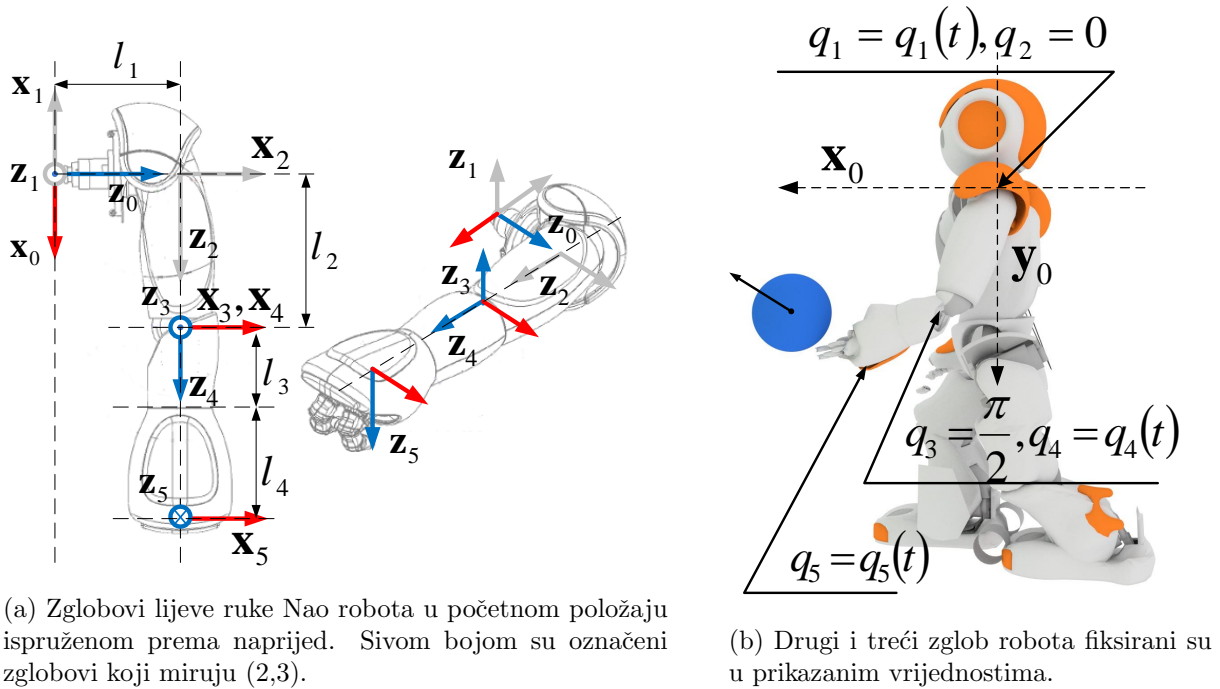 l₁
x₁
z₁
z₀
x₂
x₀
z₂
l₂
z₃
x₃, x₄
z₄
l₃
z₅
l₄
x₅
z₁
z₀
z₃
z₂
z₄
z₅
(a) Zglobovi lijeve ruke Nao robota u početnom položaju
ispruženom prema naprijed. Sivom bojom su označeni
zglobovi koji miruju (2,3).
q₁ = q₁(t), q₂ = 0
x₀
y₀
q₃ = π/2, q₄ = q₄(t)
q₅ = q₅(t)
(b) Drugi i treći zglob robota fiksirani su
u prikazanim vrijednostima.